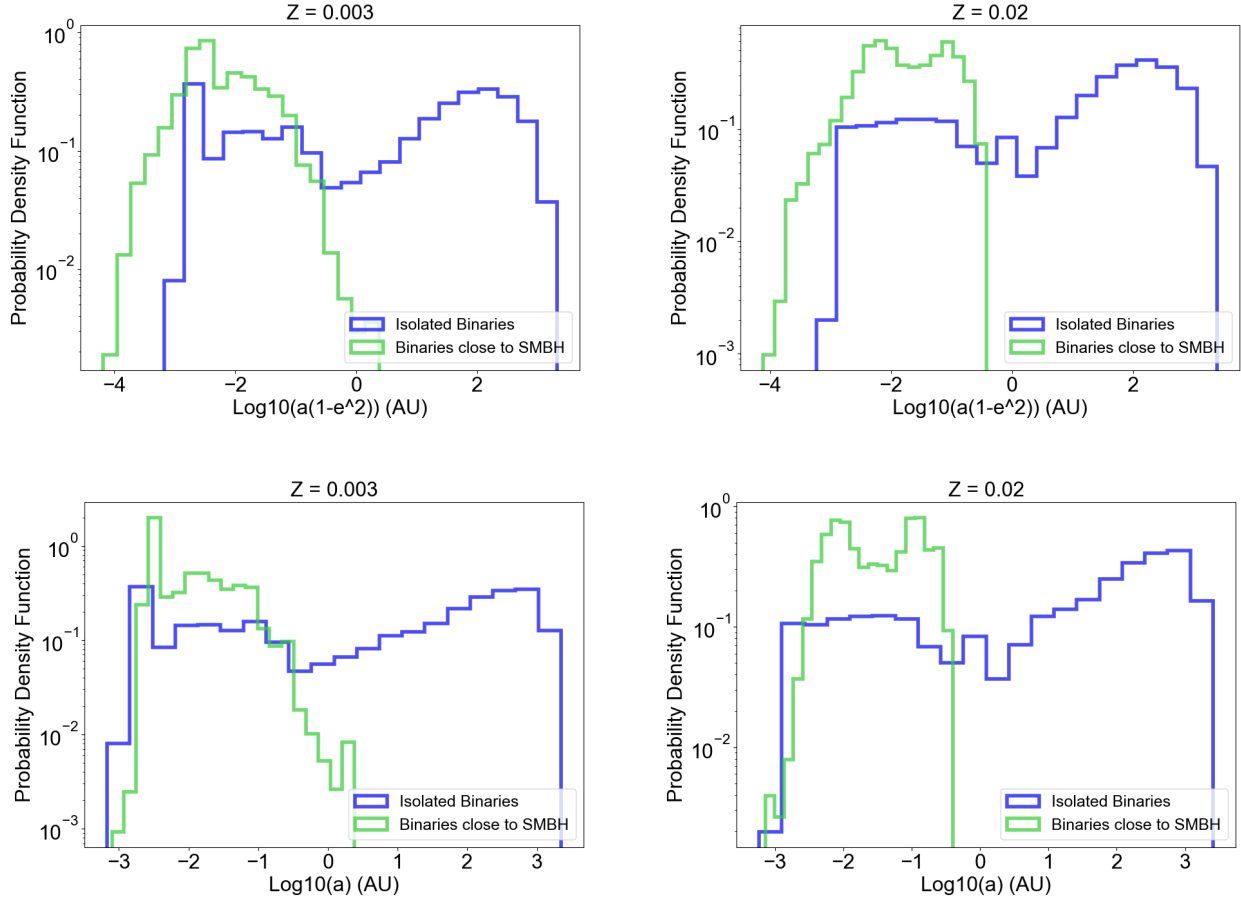 Z = 0.003
Probability Density Function
10^0
10^-1
10^-2
−4
−2
0
2
Log10(a(1-e^2)) (AU)
Isolated Binaries
Binaries close to SMBH
Z = 0.02
Probability Density Function
10^-1
10^-2
10^-3
−4
−2
0
2
Log10(a(1-e^2)) (AU)
Isolated Binaries
Binaries close to SMBH
Z = 0.003
Probability Density Function
10^0
10^-1
10^-2
10^-3
−3
−2
−1
0
1
2
3
Log10(a) (AU)
Isolated Binaries
Binaries close to SMBH
Z = 0.02
Probability Density Function
10^0
10^-1
10^-2
−3
−2
−1
0
1
2
3
Log10(a) (AU)
Isolated Binaries
Binaries close to SMBH